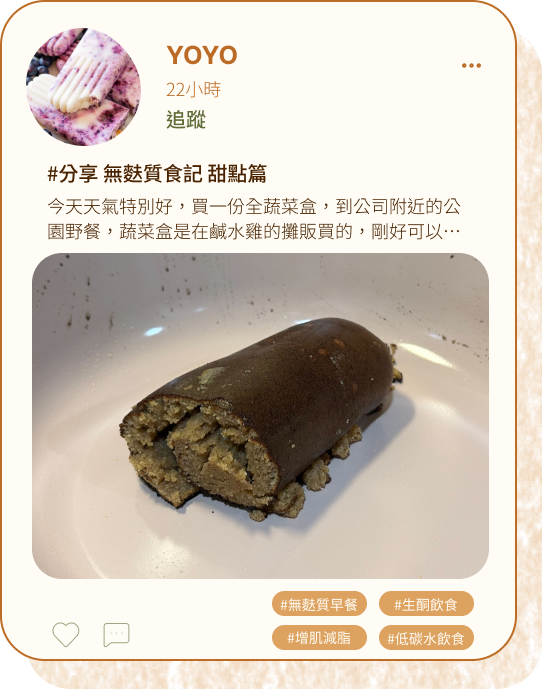 YOYO
22小時
追蹤
#分享 無麩質食記 甜點篇
今天天氣特別好，買一份全蔬菜盒，到公司附近的公
園野餐，蔬菜盒是在鹹水雞的攤販買的，剛好可以…
#無麩質早餐
#生酮飲食
#增肌減脂
#低碳水飲食